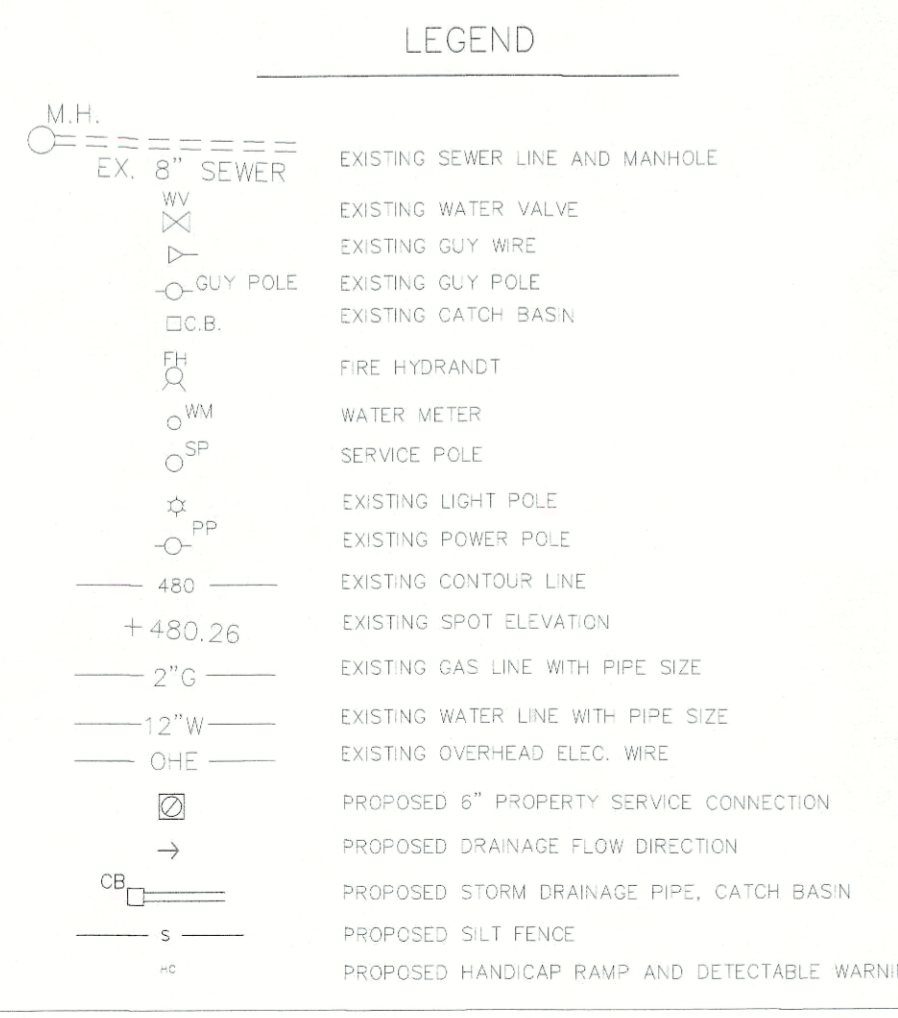 LEGEND
M.H.
EX. 8" SEWER EXISTING SEWER LINE AND MANHOLE
WV EXISTING WATER VALVE
EXISTING GUY WIRE
GUY POLE EXISTING GUY POLE
C.B. EXISTING CATCH BASIN
FH FIRE HYDRANDT
WM WATER METER
SP SERVICE POLE
EXISTING LIGHT POLE
PP EXISTING POWER POLE
480 EXISTING CONTOUR LINE
+480.26 EXISTING SPOT ELEVATION
2"G EXISTING GAS LINE WITH PIPE SIZE
12"W EXISTING WATER LINE WITH PIPE SIZE
OHE EXISTING OVERHEAD ELEC. WIRE
PROPOSED 6" PROPERTY SERVICE CONNECTION
PROPOSED DRAINAGE FLOW DIRECTION
CB PROPOSED STORM DRAINAGE PIPE, CATCH BASIN
S PROPOSED SILT FENCE
HC PROPOSED HANDICAP RAMP AND DETECTABLE